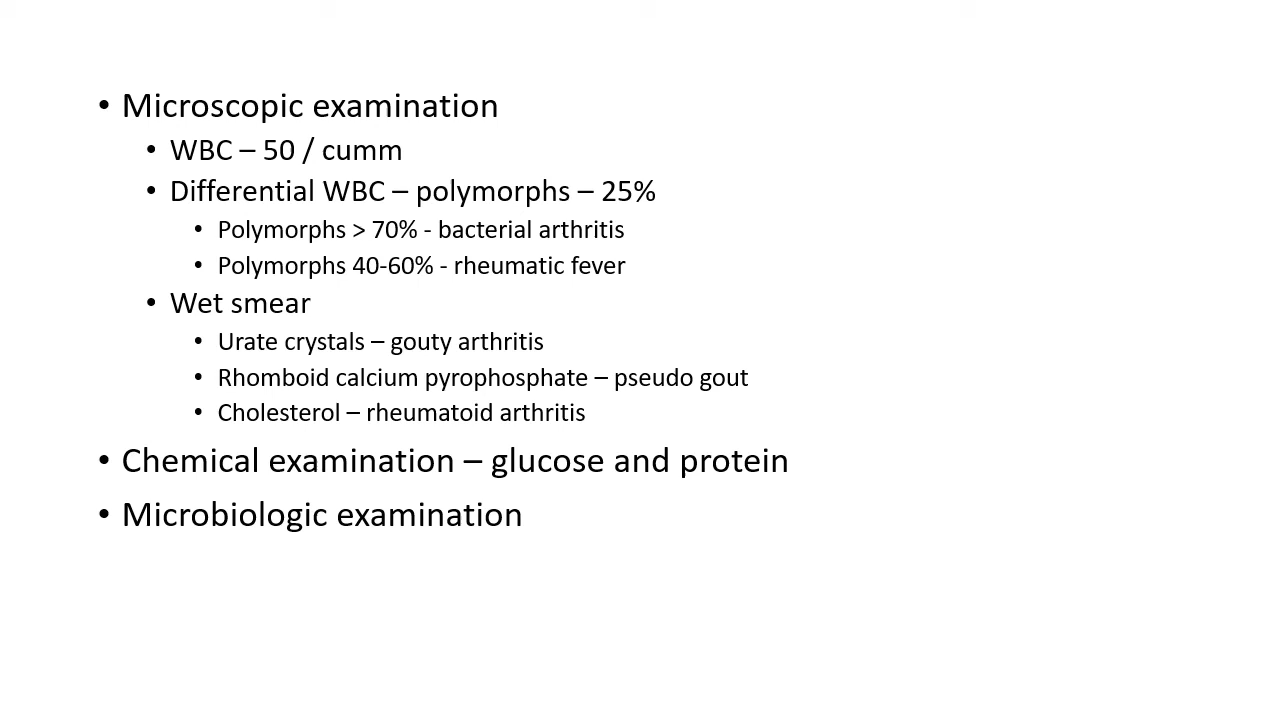 • Microscopic examination
• WBC – 50 / cumm
• Differential WBC – polymorphs – 25%
• Polymorphs > 70% - bacterial arthritis
• Polymorphs 40-60% - rheumatic fever
• Wet smear
• Urate crystals – gouty arthritis
• Rhomboid calcium pyrophosphate – pseudo gout
• Cholesterol – rheumatoid arthritis
• Chemical examination – glucose and protein
• Microbiologic examination